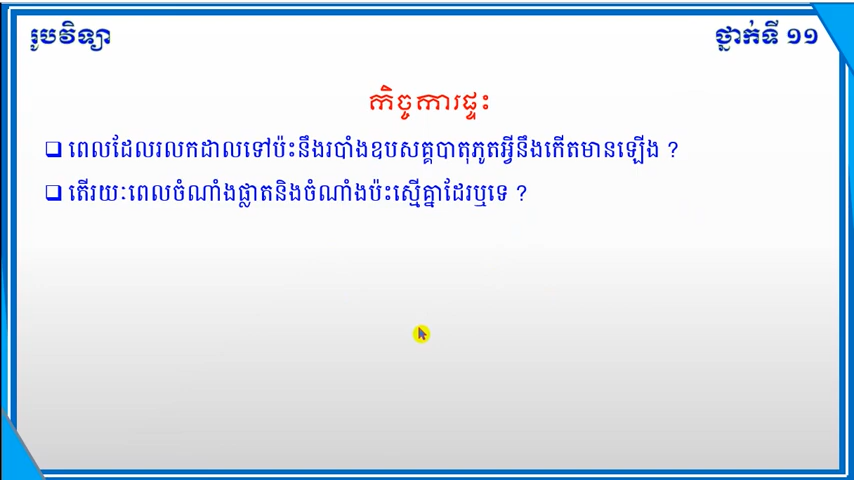 រូបវិទ្យា
ថ្នាក់ទី ១១
កិច្ចការផ្ទះ
❑ ពេលដែលរលកដាលទៅប៉ះនឹងរបាំងឧបសគ្គបាតុភូតអ្វីនឹងកើតមានឡើង ?
❑ តើរយៈពេលចំណាំងផ្លាតនិងចំណាំងប៉ះស្មើគ្នាដែរឬទេ ?